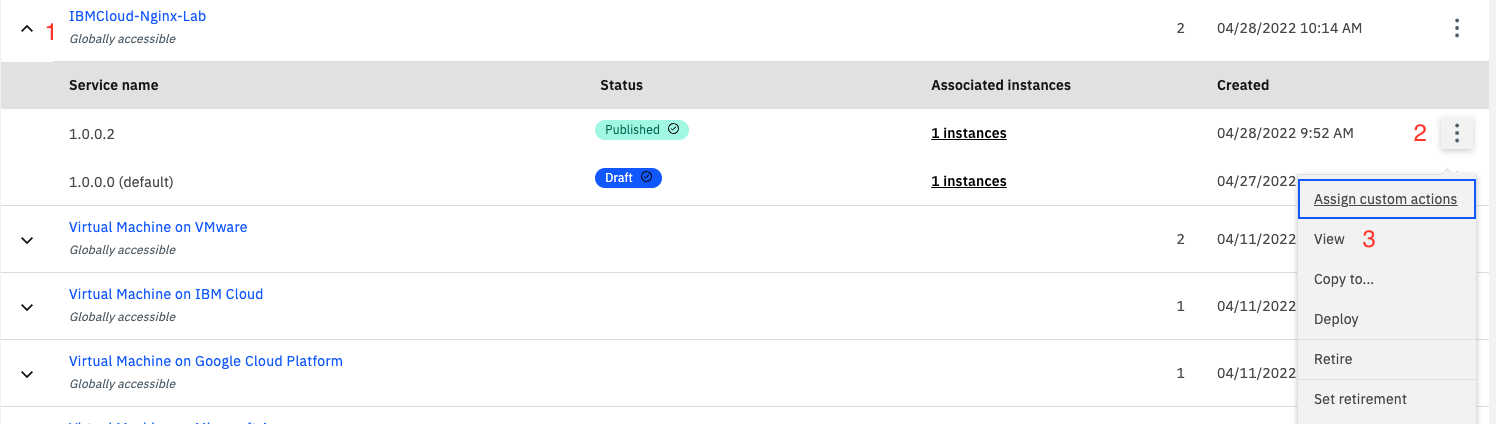 IBMCloud-Nginx-Lab
1 Globally accessible 2 04/28/2022 10:14 AM
Service name Status Associated instances Created
1.0.0.2 Published 1 instances 04/28/2022 9:52 AM 2
1.0.0.0 (default) Draft 1 instances 04/27/2022
Assign custom actions
Virtual Machine on VMware
Globally accessible 2 04/11/2022
View 3
Copy to...
Virtual Machine on IBM Cloud
Globally accessible 1 04/11/2022
Deploy
Virtual Machine on Google Cloud Platform
Globally accessible 1 04/11/2022
Retire
Set retirement